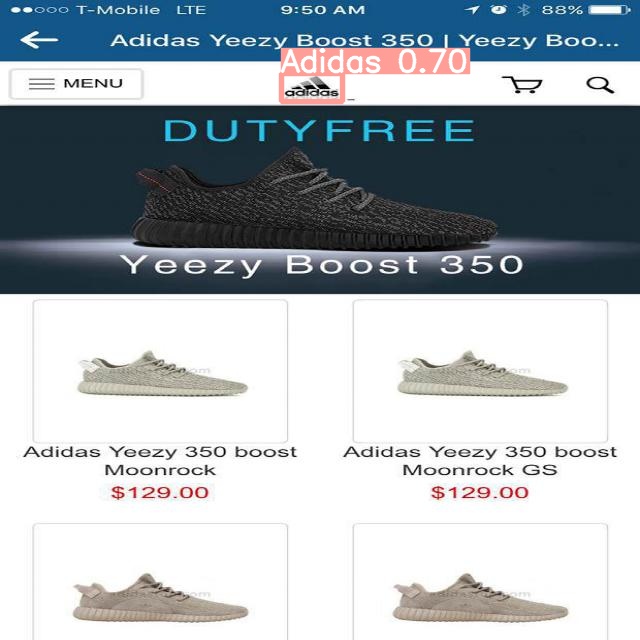 T-Mobile LTE 9:50 AM 88%
Adidas Yeezy Boost 350 | Yeezy Boo...
Adidas 0.70
MENU
adidas
DUTYFREE
Yeezy Boost 350
Adidas Yeezy 350 boost
Moonrock
$129.00
Adidas Yeezy 350 boost
Moonrock GS
$129.00